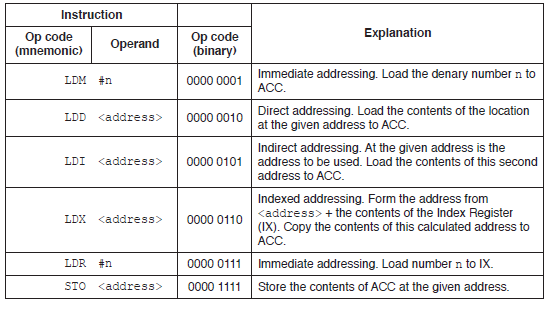 Instruction
Op code
(mnemonic)
Operand
Op code
(binary)
Explanation
LDM #n 0000 0001 Immediate addressing. Load the denary number n to
ACC.
LDD <address> 0000 0010 Direct addressing. Load the contents of the location
at the given address to ACC.
LDI <address> 0000 0101 Indirect addressing. At the given address is the
address to be used. Load the contents of this second
address to ACC.
LDX <address> 0000 0110 Indexed addressing. Form the address from
<address> + the contents of the Index Register
(IX). Copy the contents of this calculated address to
ACC.
LDR #n 0000 0111 Immediate addressing. Load number n to IX.
STO <address> 0000 1111 Store the contents of ACC at the given address.